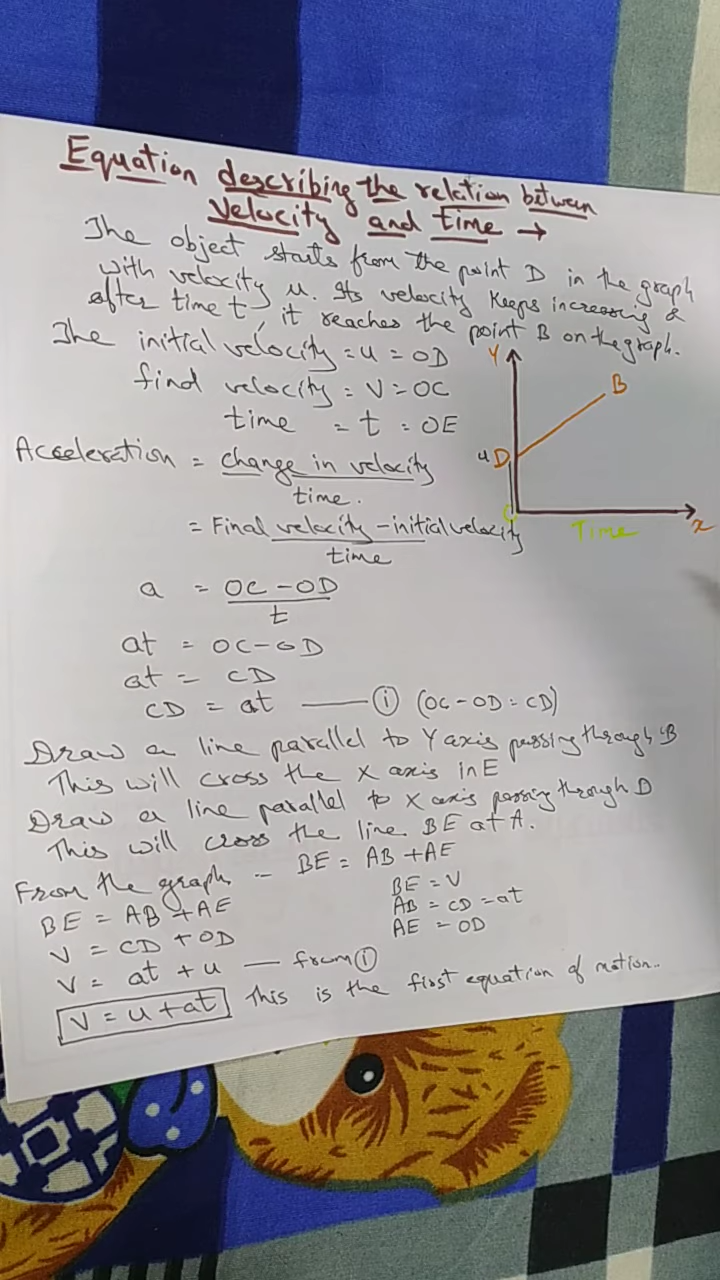 Equation describing the relation between
Velocity and time →
The object starts from the point D in the graph
with velocity u. Its velocity keeps increasing &
after time 't' it reaches the point B on the graph.
The initial velocity = u = OD
find velocity = V = OC
time = t = OE
Acceleration = change in velocity
time.
= Final velocity - initial velocity
time
Y
B
u D
O
Time
x
a = OC - OD
t
at = OC - OD
at = CD
CD = at —— (i) (OC - OD = CD)
Draw a line parallel to Y axis passing through 'B
This will cross the X axis in E
Draw a line parallel to X axis passing through D
This will cross the line BE at A.
From the graph - BE = AB + AE
BE = AB + AE
V = CD + OD
V = at + u — from (i)
BE = V
AB = CD = at
AE = OD
V = u + at This is the first equation of motion..